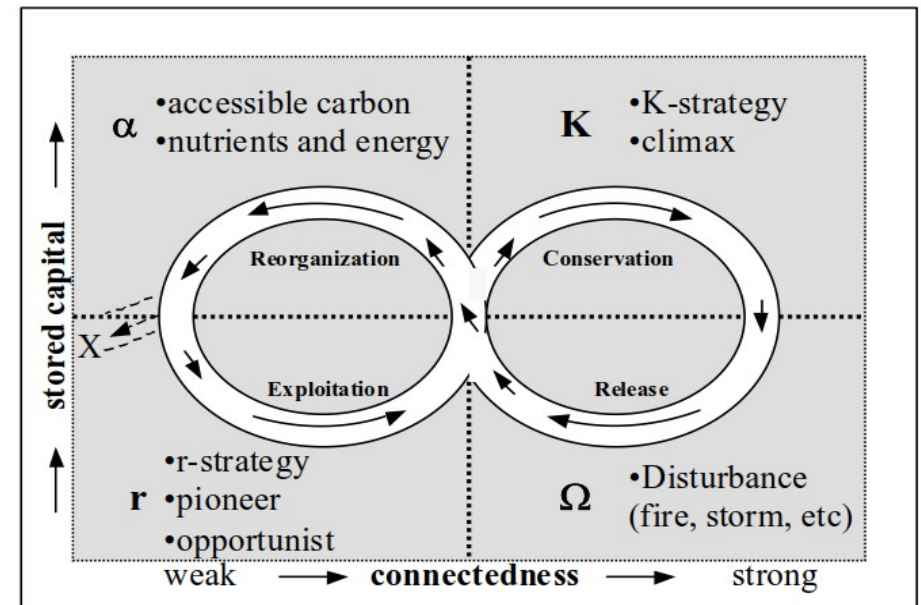 α
•accessible carbon
•nutrients and energy
K
•K-strategy
•climax
Reorganization
Conservation
stored capital
X
Exploitation
Release
r
•r-strategy
•pioneer
•opportunist
Ω
•Disturbance
(fire, storm, etc)
weak connectedness strong